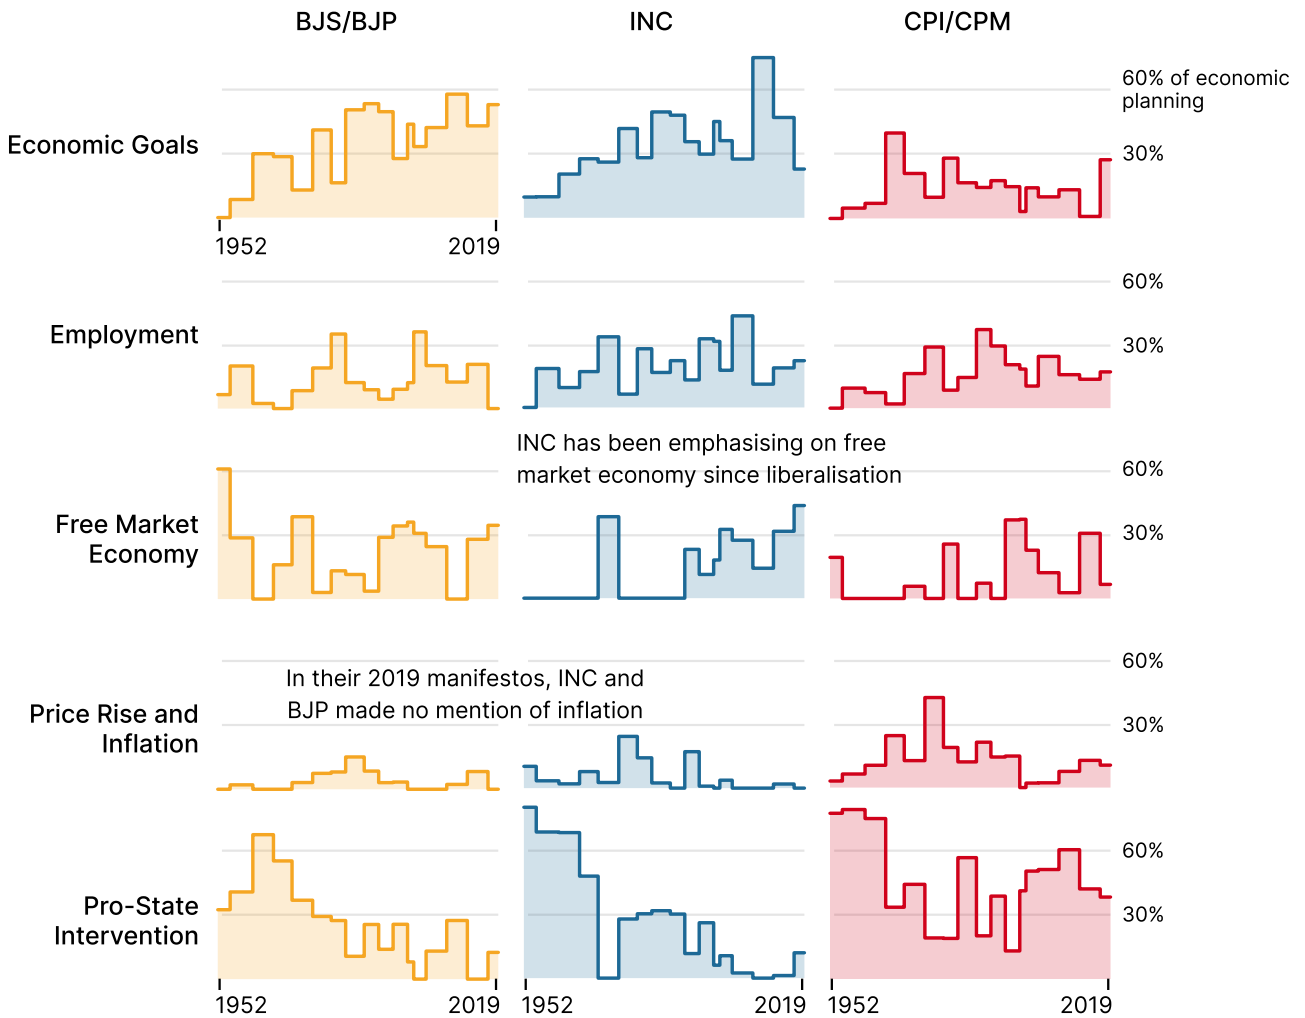 BJS/BJP
INC
CPI/CPM
60% of economic
planning
Economic Goals
30%
1952
2019
60%
Employment
30%
INC has been emphasising on free
market economy since liberalisation
60%
Free Market
Economy
30%
60%
In their 2019 manifestos, INC and
BJP made no mention of inflation
Price Rise and
Inflation
30%
60%
Pro-State
Intervention
30%
1952
2019
1952
2019
1952
2019